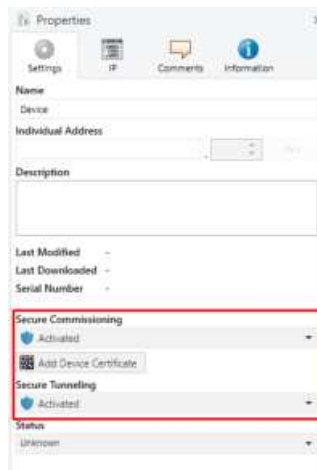 Properties
Settings
IP
Comments
Information
Name
Device
Individual Address
Description
Last Modified -
Last Downloaded -
Serial Number -
Secure Commissioning
Activated
Add Device Certificate
Secure Tunneling
Activated
Status
Unknown